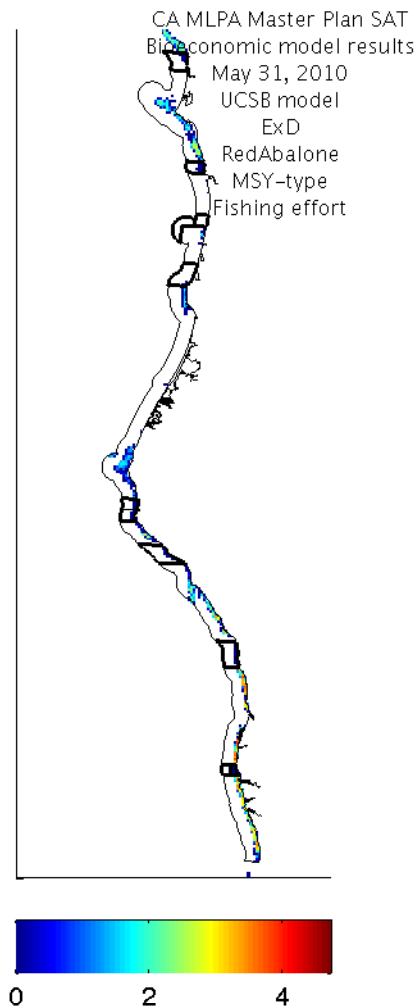 CA MLPA Master Plan SAT
Bioeconomic model results
May 31, 2010
UCSB model
ExD
RedAbalone
MSY-type
Fishing effort
0 2 4